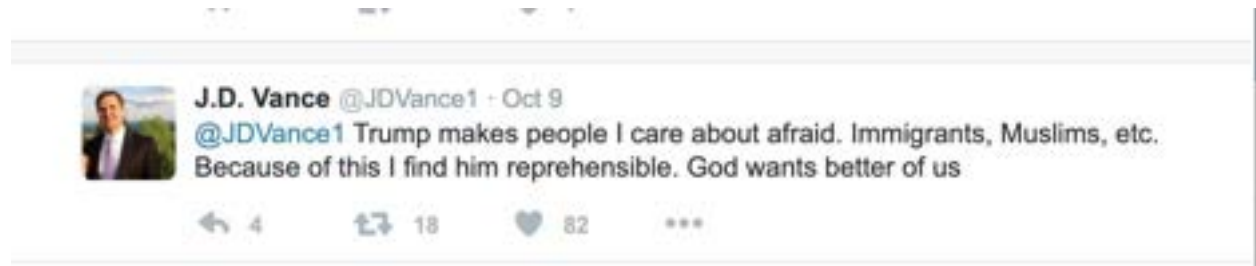 J.D. Vance @JDVance1 · Oct 9
@JDVance1 Trump makes people I care about afraid. Immigrants, Muslims, etc.
Because of this I find him reprehensible. God wants better of us
4 18 82